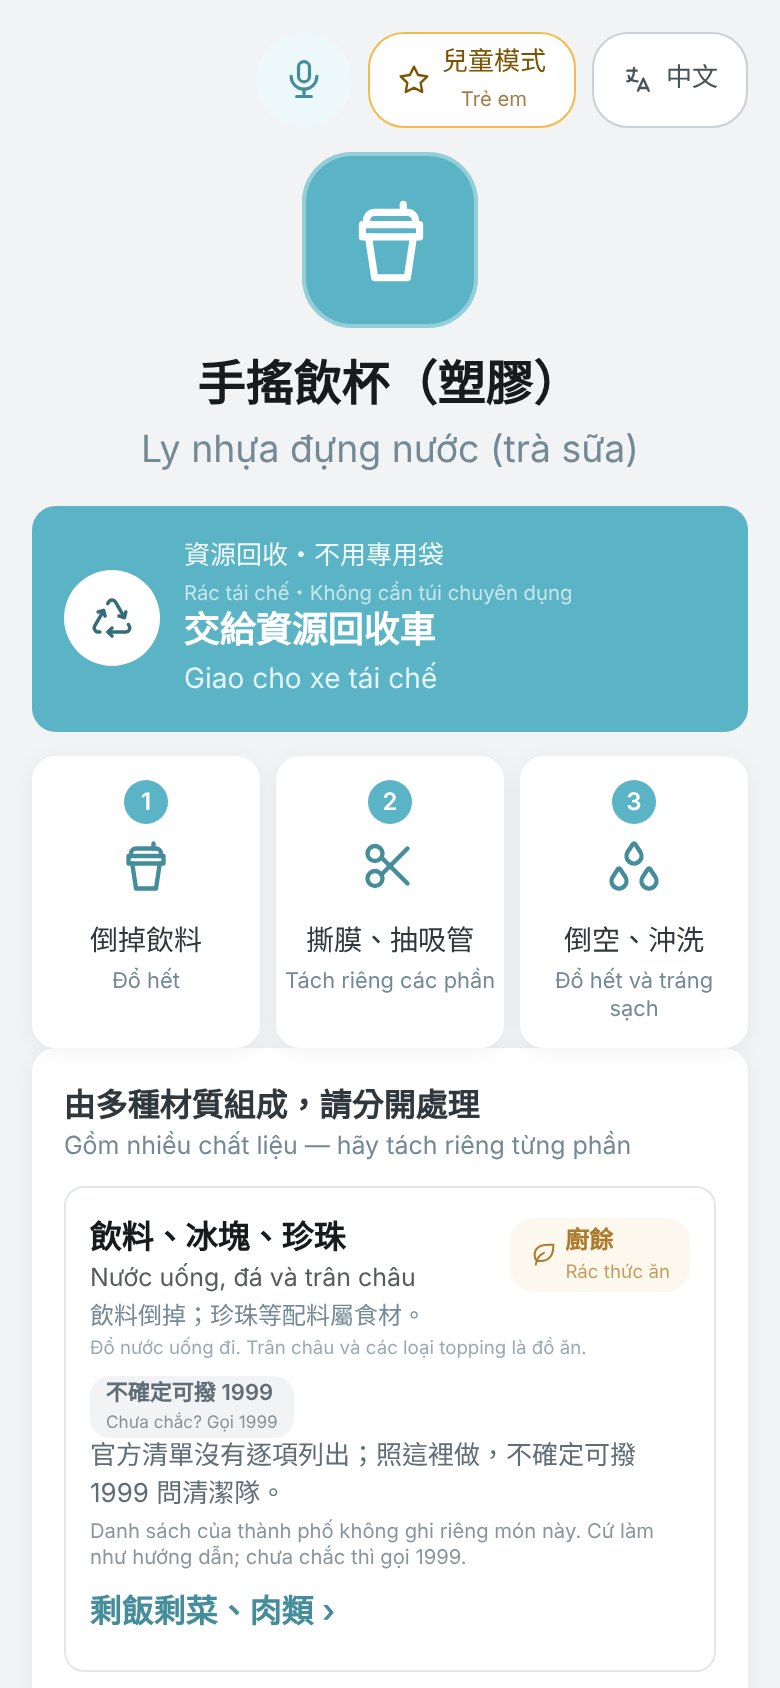 兒童模式
Trẻ em
中文
手搖飲杯（塑膠）
Ly nhựa đựng nước (trà sữa)
資源回收・不用專用袋
Rác tái chế・Không cần túi chuyên dụng
交給資源回收車
Giao cho xe tái chế
1
倒掉飲料
Đổ hết
2
撕膜、抽吸管
Tách riêng các phần
3
倒空、沖洗
Đổ hết và tráng
sạch
由多種材質組成，請分開處理
Gồm nhiều chất liệu — hãy tách riêng từng phần
飲料、冰塊、珍珠
Nước uống, đá và trân châu
廚餘
Rác thức ăn
飲料倒掉；珍珠等配料屬食材。
Đổ nước uống đi. Trân châu và các loại topping là đồ ăn.
不確定可撥 1999
Chưa chắc? Gọi 1999
官方清單沒有逐項列出；照這裡做，不確定可撥
1999 問清潔隊。
Danh sách của thành phố không ghi riêng món này. Cứ làm
như hướng dẫn; chưa chắc thì gọi 1999.
剩飯剩菜、肉類 ›